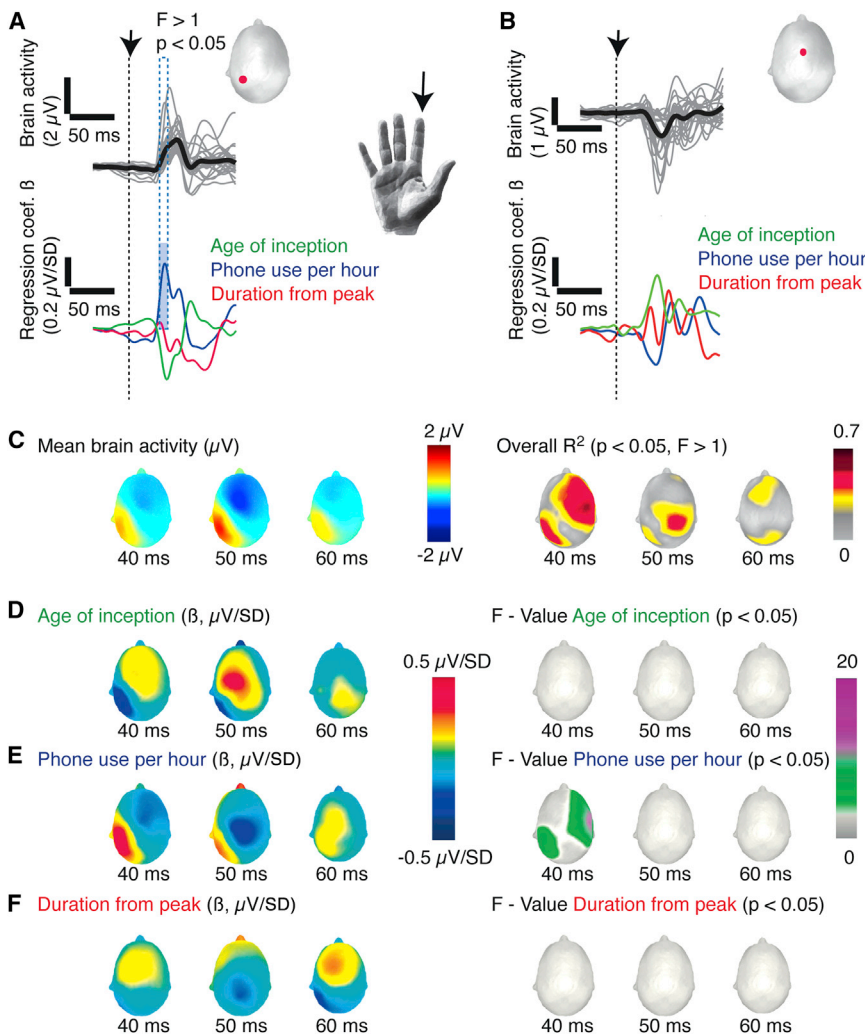 A
F > 1
p < 0.05
Brain activity
(2 µV)
50 ms
Regression coef. ß
(0.2 µV/SD)
50 ms
Age of inception
Phone use per hour
Duration from peak
B
Brain activity
(1 µV)
50 ms
Regression coef. ß
(0.2 µV/SD)
50 ms
Age of inception
Phone use per hour
Duration from peak
C Mean brain activity (µV)
2 µV
-2 µV
40 ms 50 ms 60 ms
Overall R² (p < 0.05, F > 1)
0.7
0
40 ms 50 ms 60 ms
D Age of inception (ß, µV/SD)
40 ms 50 ms 60 ms
F - Value Age of inception (p < 0.05)
40 ms 50 ms 60 ms
0.5 µV/SD
-0.5 µV/SD
20
0
E Phone use per hour (ß, µV/SD)
40 ms 50 ms 60 ms
F - Value Phone use per hour (p < 0.05)
40 ms 50 ms 60 ms
F Duration from peak (ß, µV/SD)
40 ms 50 ms 60 ms
F - Value Duration from peak (p < 0.05)
40 ms 50 ms 60 ms